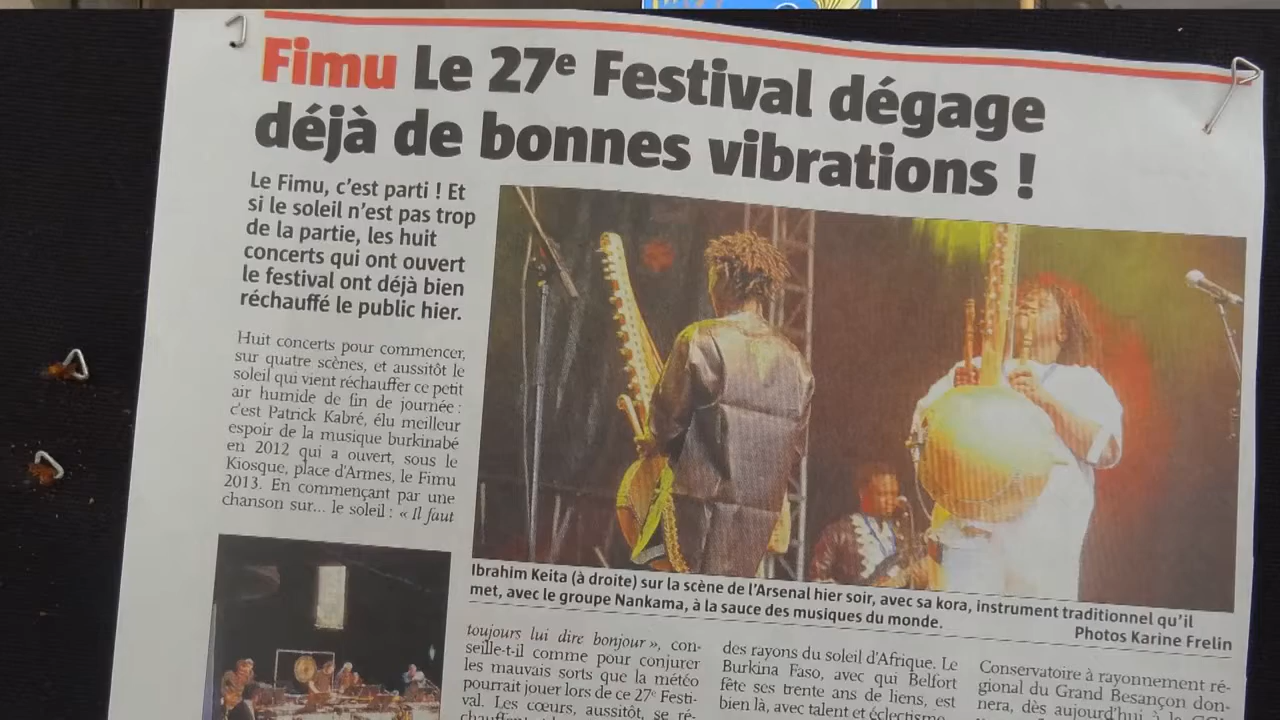 Fimu Le 27e Festival dégage
déjà de bonnes vibrations !
Le Fimu, c'est parti ! Et
si le soleil n'est pas trop
de la partie, les huit
concerts qui ont ouvert
le festival ont déjà bien
réchauffé le public hier.
Huit concerts pour commencer,
sur quatre scènes, et aussitôt le
soleil qui vient réchauffer ce petit
air humide de fin de journée :
c'est Patrick Kabré, élu meilleur
espoir de la musique burkinabé
en 2012 qui a ouvert, sous le
Kiosque, place d'Armes, le Fimu
2013. En commençant par une
chanson sur... le soleil : « Il faut
Ibrahim Keita (à droite) sur la scène de l'Arsenal hier soir, avec sa kora, instrument traditionnel qu'il
met, avec le groupe Nankama, à la sauce des musiques du monde.
Photos Karine Frelin
toujours lui dire bonjour », con-
seille-t-il comme pour conjurer
les mauvais sorts que la météo
pourrait jouer lors de ce 27e Festi-
val. Les cœurs, aussitôt, se ré-
des rayons du soleil d'Afrique. Le
Burkina Faso, avec qui Belfort
fête ses trente ans de liens, est
bien là, avec talent et éclectisme
Conservatoire à rayonnement ré-
gional du Grand Besançon don-
nera, dès aujourd'hui à